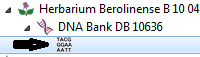 Herbarium Berolinense B 10 04
DNA Bank DB 10636
TACG
GGAA
AATT